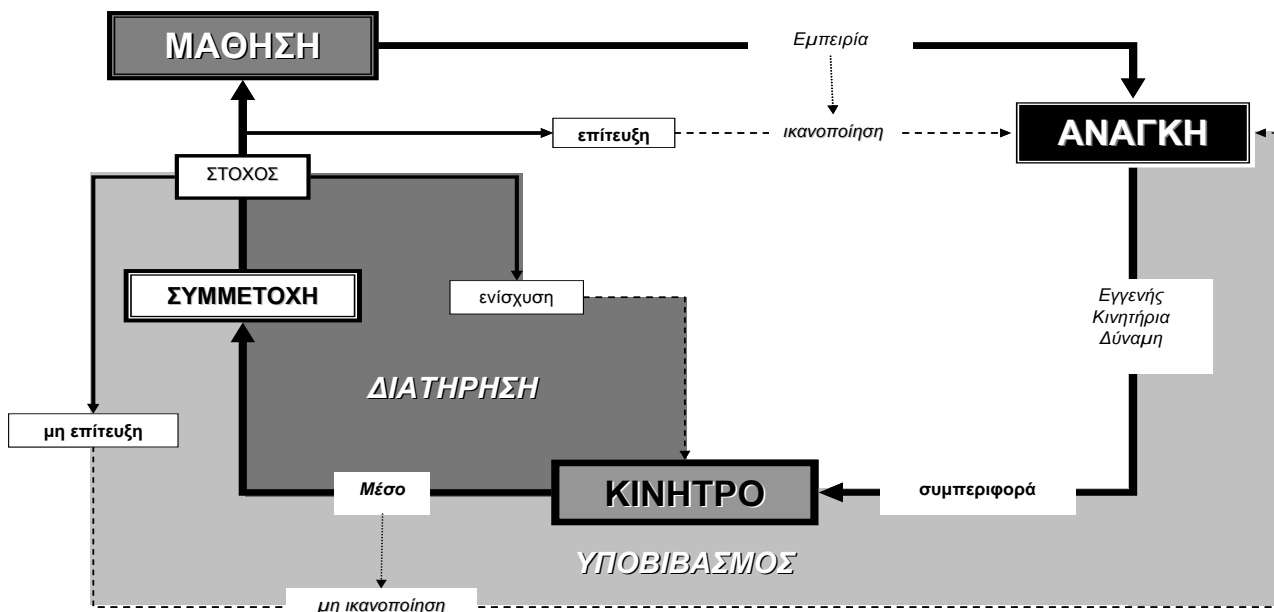 ΜΑΘΗΣΗ
Εμπειρία
επίτευξη
ικανοποίηση
ΑΝΑΓΚΗ
ΣΤΟΧΟΣ
ΣΥΜΜΕΤΟΧΗ
ενίσχυση
Εγγενής
Κινητήρια
Δύναμη
ΔΙΑΤΗΡΗΣΗ
μη επίτευξη
Μέσο
ΚΙΝΗΤΡΟ
συμπεριφορά
ΥΠΟΒΙΒΑΣΜΟΣ
μη ικανοποίηση